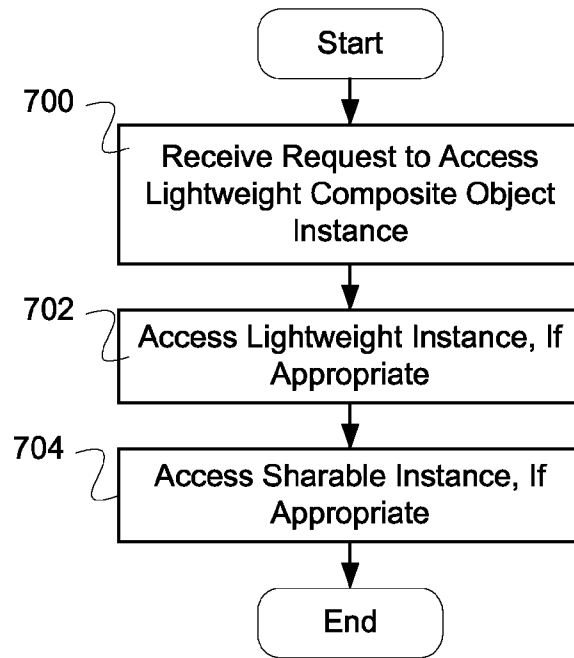 Start
700
Receive Request to Access
Lightweight Composite Object
Instance
702
Access Lightweight Instance, If
Appropriate
704
Access Sharable Instance, If
Appropriate
End